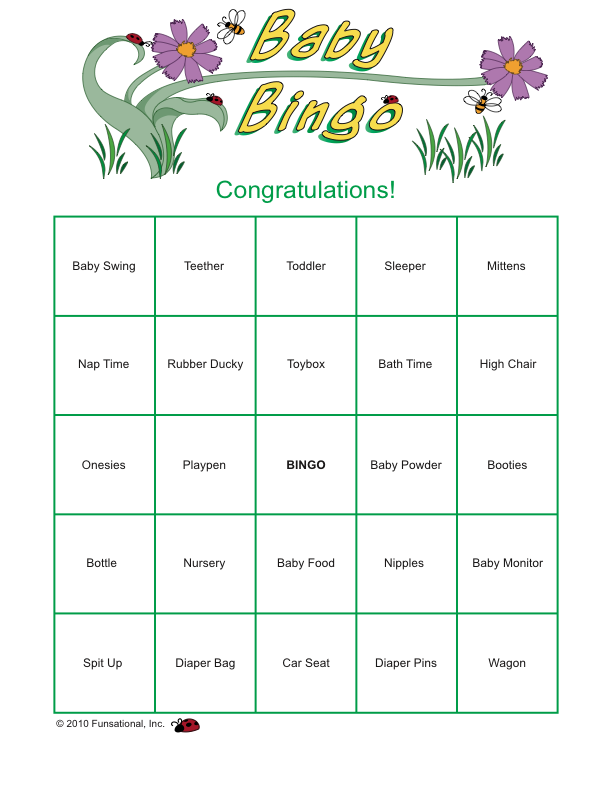 Baby
Bingo
Congratulations!
Baby Swing Teether Toddler Sleeper Mittens
Nap Time Rubber Ducky Toybox Bath Time High Chair
Onesies Playpen BINGO Baby Powder Booties
Bottle Nursery Baby Food Nipples Baby Monitor
Spit Up Diaper Bag Car Seat Diaper Pins Wagon
© 2010 Funsational, Inc.